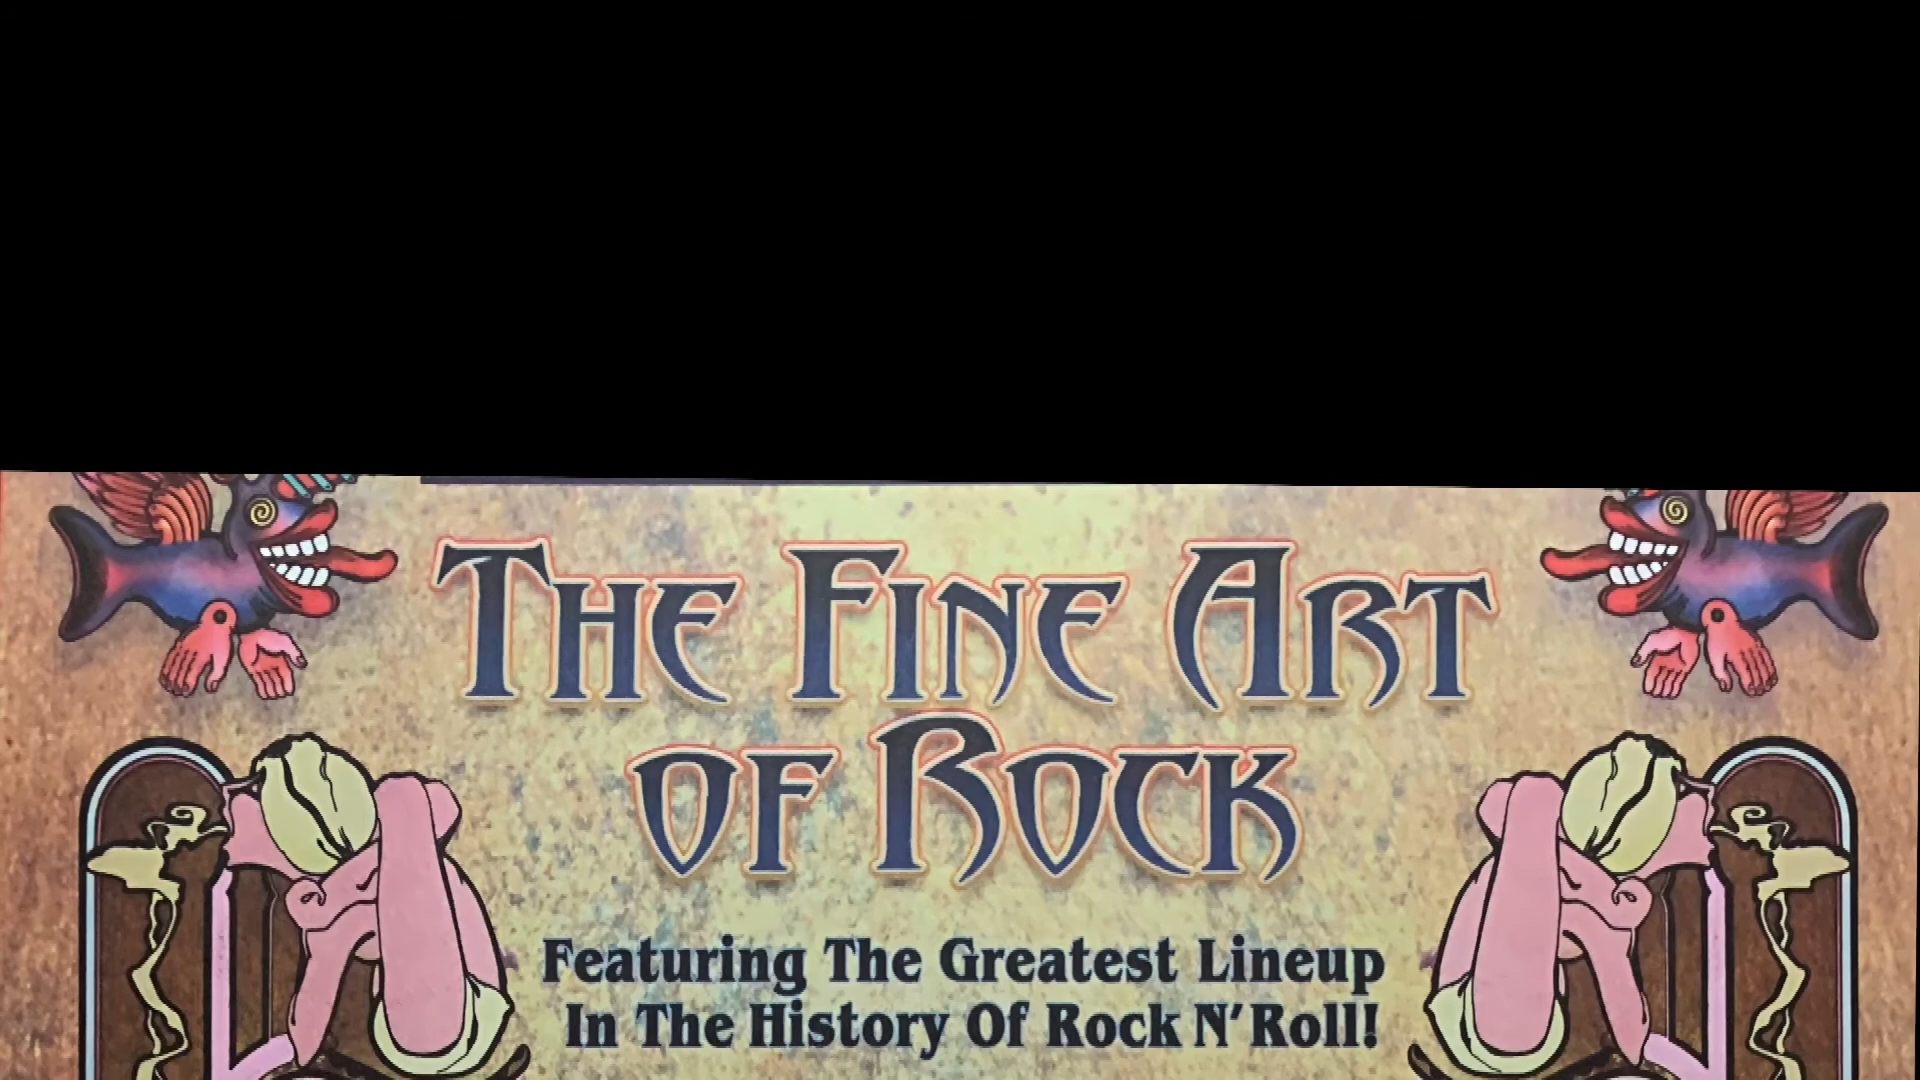 The Fine Art
of Rock
Featuring The Greatest Lineup
In The History Of Rock N' Roll!